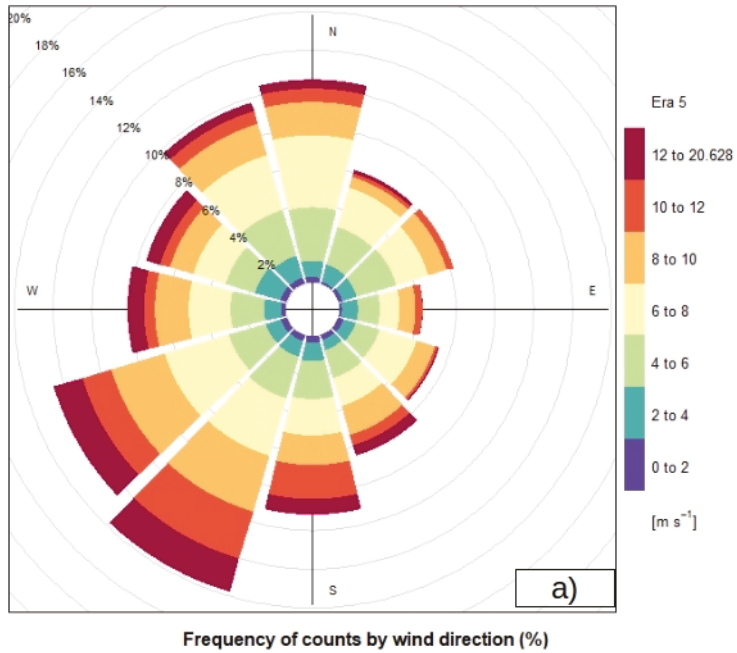 20%
18%
16%
14%
12%
10%
8%
6%
4%
2%
N
W
E
S
Era 5
12 to 20.628
10 to 12
8 to 10
6 to 8
4 to 6
2 to 4
0 to 2
[m s⁻¹]
a)
Frequency of counts by wind direction (%)